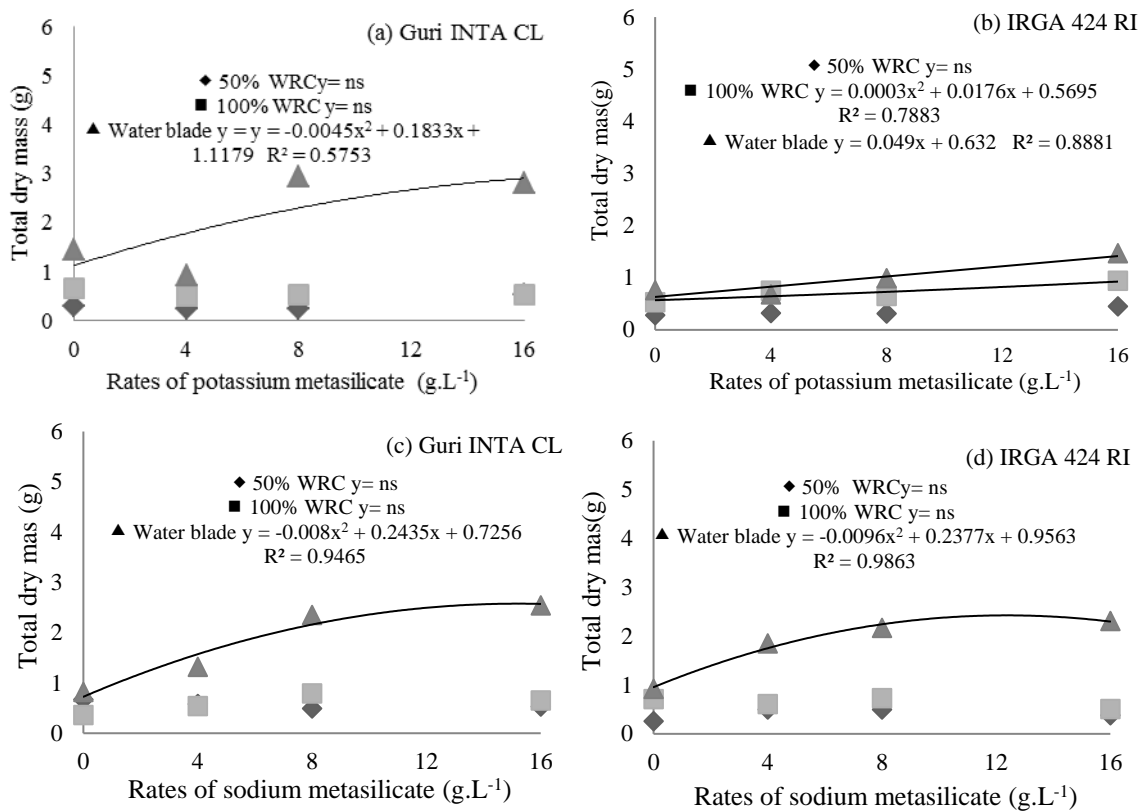 (a) Guri INTA CL
◆ 50% WRCy= ns
■ 100% WRC y= ns
▲ Water blade y = y = -0.0045x² + 0.1833x +
1.1179 R² = 0.5753
Total dry mass (g)
6
5
4
3
2
1
0
0 4 8 12 16
Rates of potassium metasilicate (g.L⁻¹)
(b) IRGA 424 RI
◆ 50% WRC y= ns
■ 100% WRC y = 0.0003x² + 0.0176x + 0.5695
R² = 0.7883
▲ Water blade y = 0.049x + 0.632 R² = 0.8881
Total dry mas(g)
6
5
4
3
2
1
0
0 4 8 12 16
Rates of potassium metasilicate (g.L⁻¹)
(c) Guri INTA CL
◆ 50% WRC y= ns
■ 100% WRC y= ns
▲ Water blade y = -0.008x² + 0.2435x + 0.7256
R² = 0.9465
Total dry mas (g)
6
5
4
3
2
1
0
0 4 8 12 16
Rates of sodium metasilicate (g.L⁻¹)
(d) IRGA 424 RI
◆ 50% WRCy= ns
■ 100% WRC y= ns
▲ Water blade y = -0.0096x² + 0.2377x + 0.9563
R² = 0.9863
Total dry mas(g)
6
5
4
3
2
1
0
0 4 8 12 16
Rates of sodium metasilicate (g.L⁻¹)